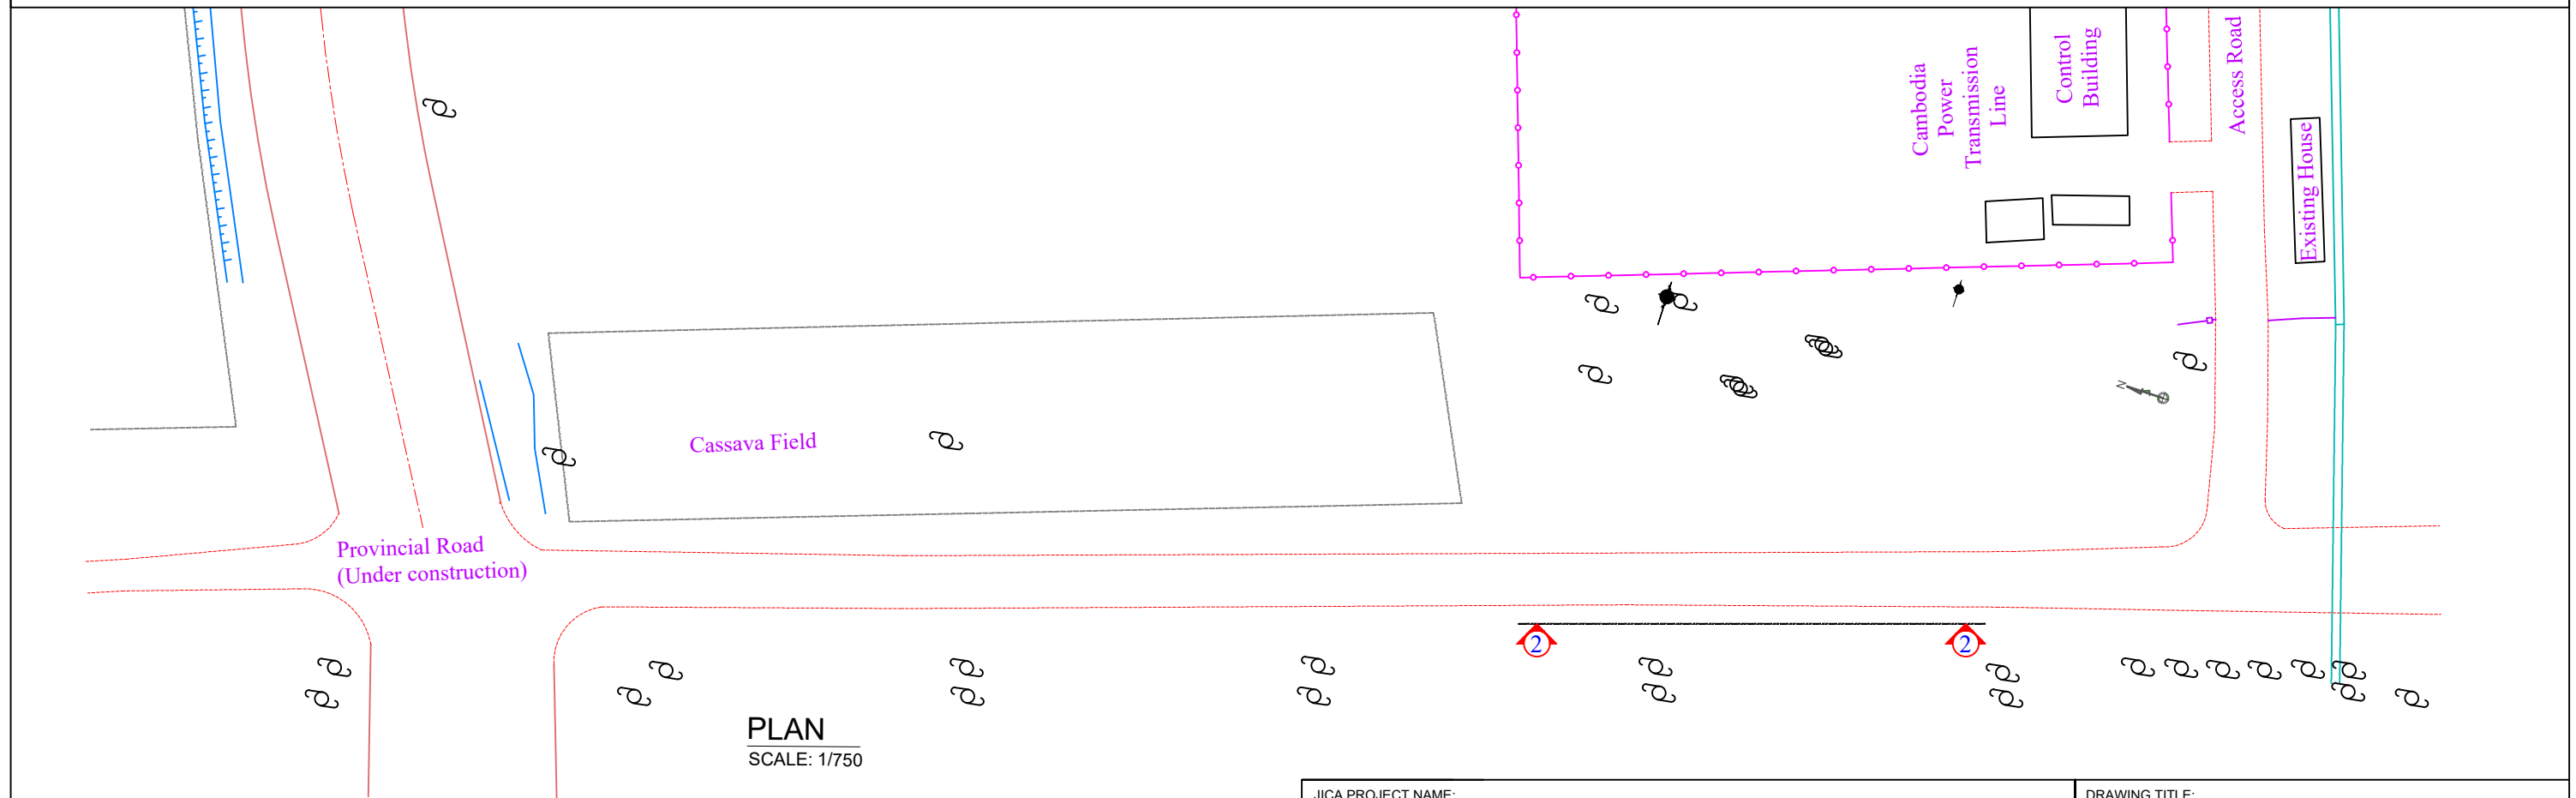 Cambodia
Power
Transmission
Line
Control
Building
Access Road
Existing House
N
Cassava Field
Provincial Road
(Under construction)
2
2
PLAN
SCALE: 1/750
JICA PROJECT NAME:
DRAWING TITLE: